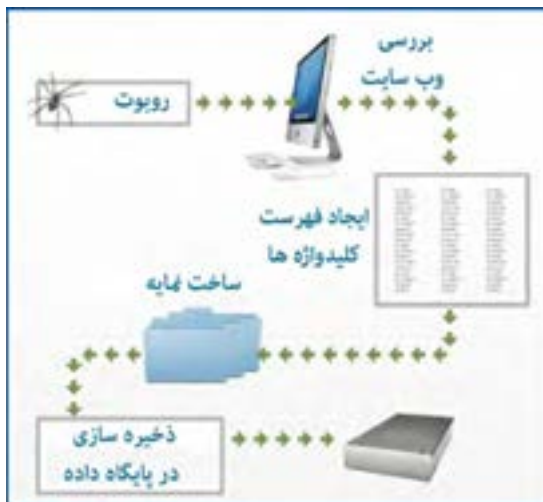 روبوت
بررسی
وب سایت
ایجاد فهرست
کلیدواژه ها
ساخت نمایه
ذخیره سازی
در پایگاه داده